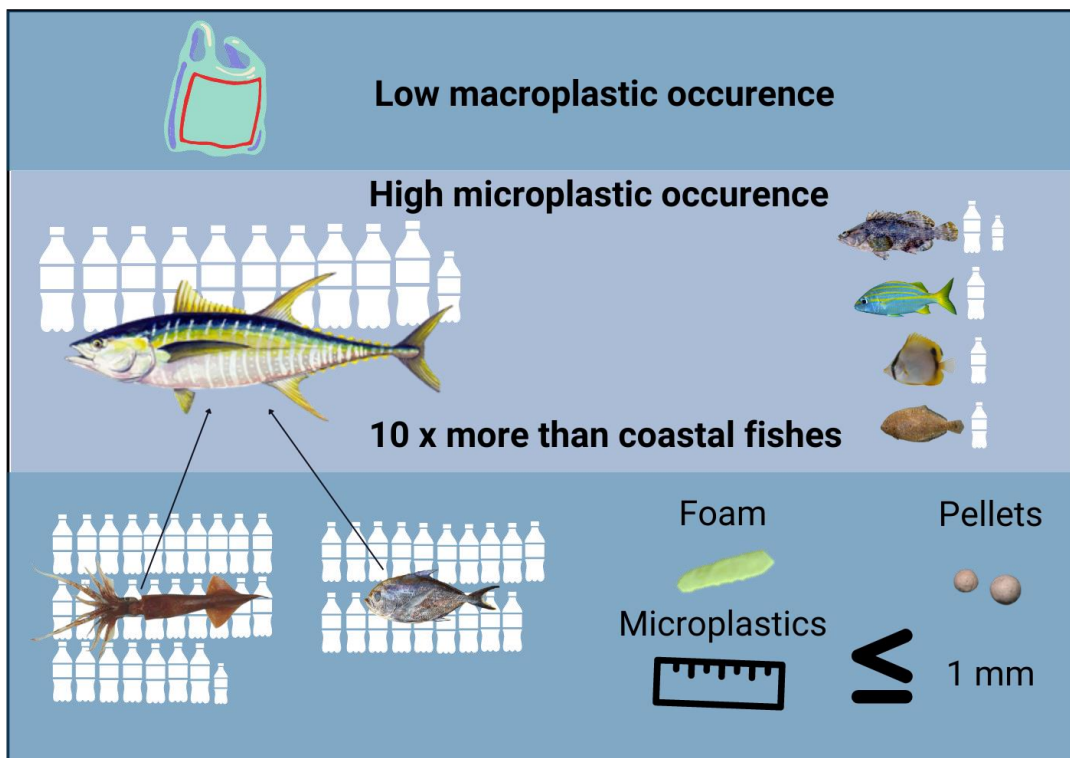 Low macroplastic occurence
High microplastic occurence
10 x more than coastal fishes
Foam
Pellets
Microplastics
≤ 1 mm